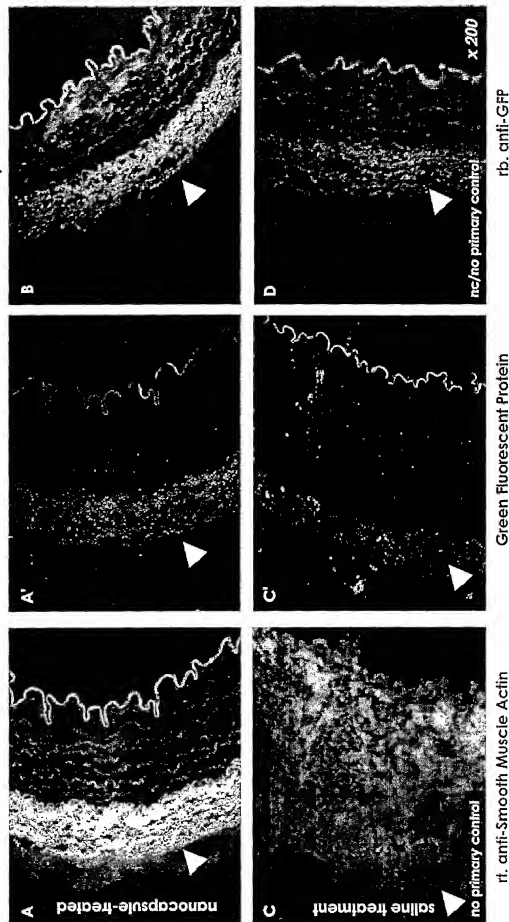 A
nanocapsule-treated
A'
B
C
saline treatment
no primary control
C'
D
nc/no primary control
x 200
rt. anti-Smooth Muscle Actin
Green Fluorescent Protein
rb. anti-GFP